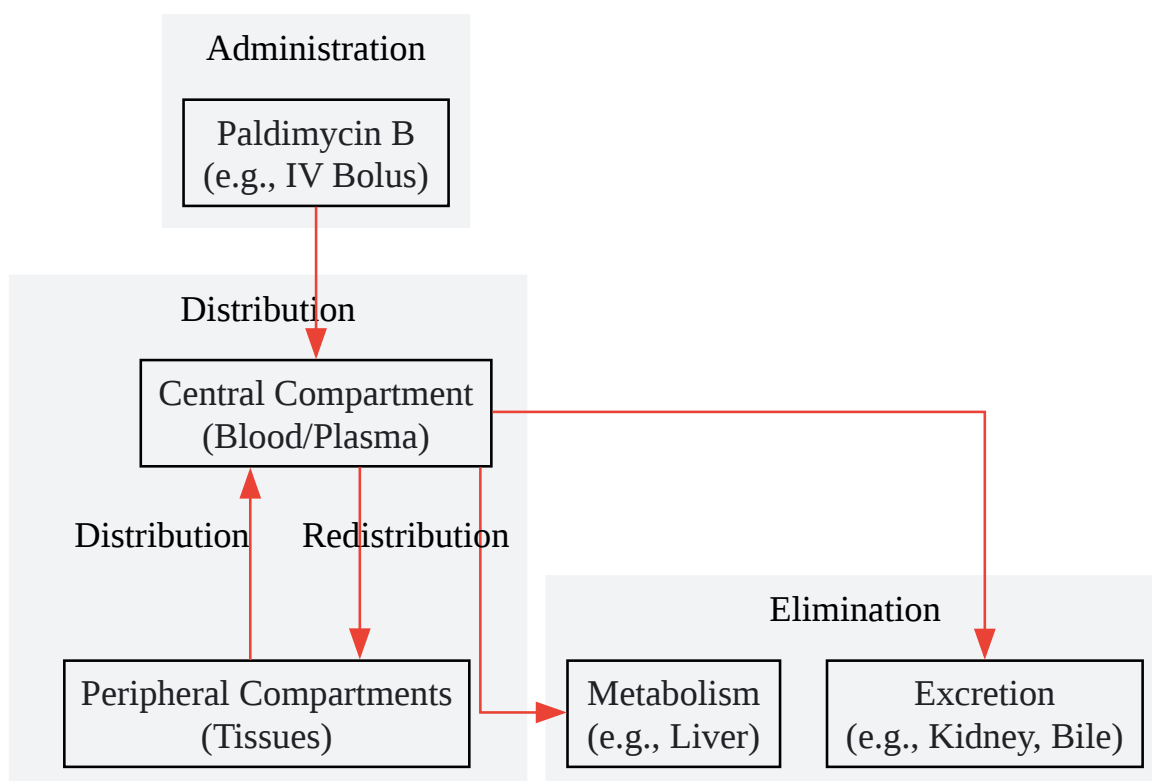 Administration
Paldimycin B
(e.g., IV Bolus)
Distribution
Central Compartment
(Blood/Plasma)
Distribution
Redistribution
Peripheral Compartments
(Tissues)
Elimination
Metabolism
(e.g., Liver)
Excretion
(e.g., Kidney, Bile)